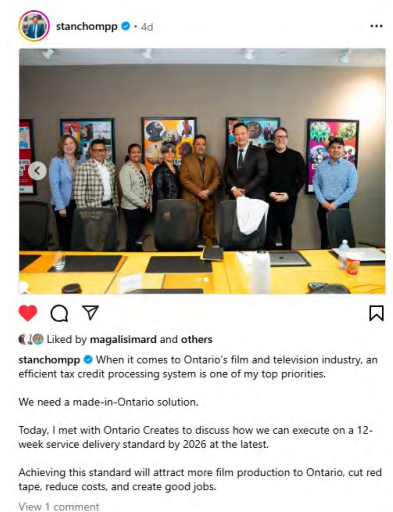 stanchompp • 4d
Liked by magalisimard and others
stanchompp When it comes to Ontario's film and television industry, an
efficient tax credit processing system is one of my top priorities.
We need a made-in-Ontario solution.
Today, I met with Ontario Creates to discuss how we can execute on a 12-
week service delivery standard by 2026 at the latest.
Achieving this standard will attract more film production to Ontario, cut red
tape, reduce costs, and create good jobs.
View 1 comment